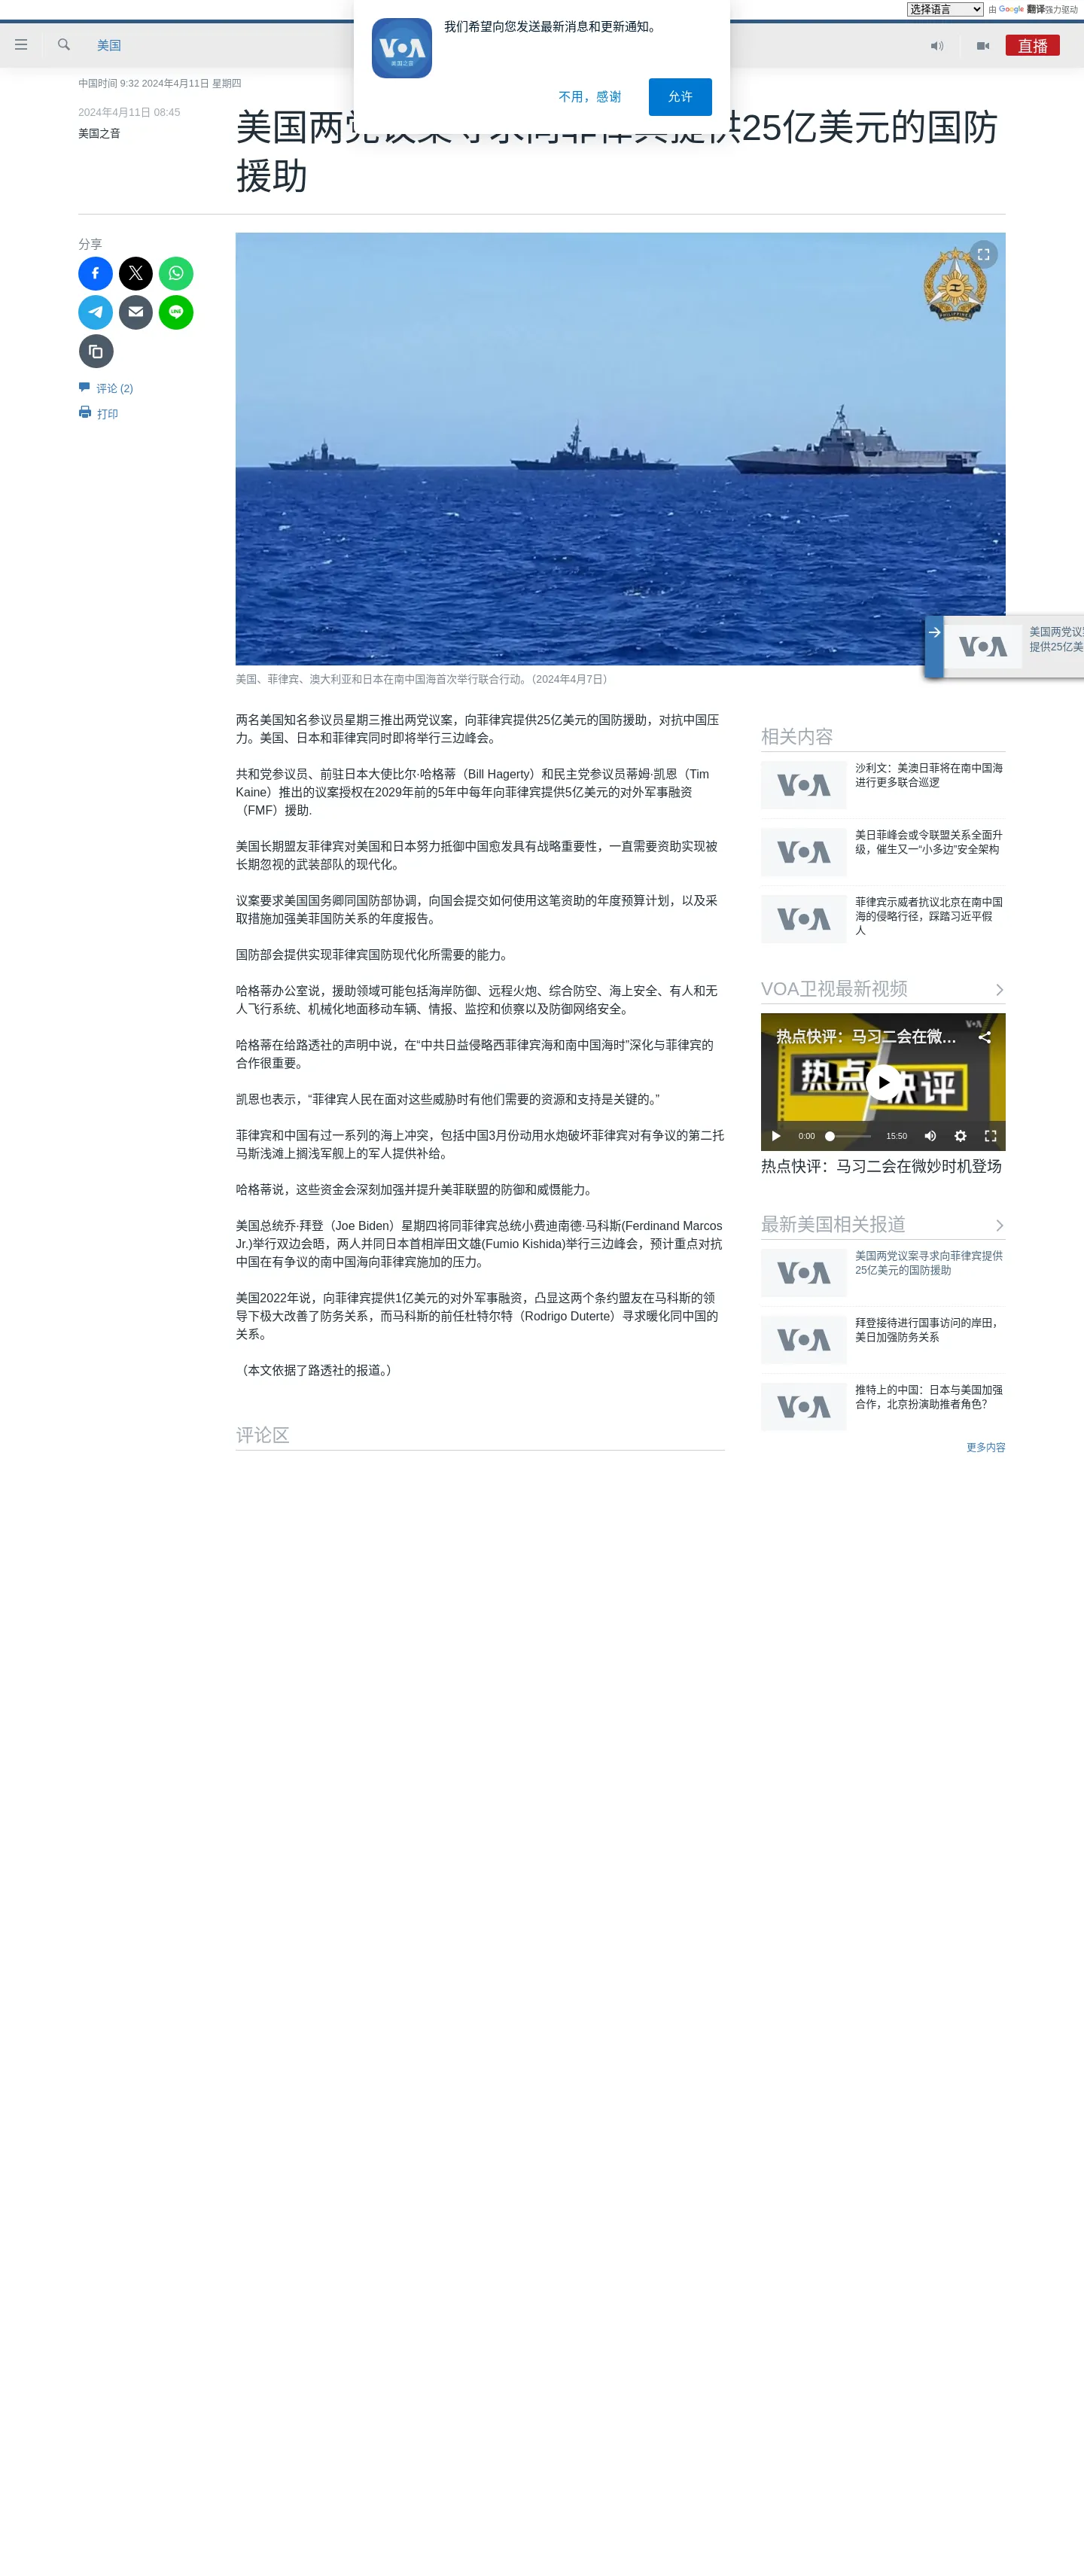 选择语言
由 Google 翻译强力驱动
我们希望向您发送最新消息和更新通知。
不用，感谢
允许
VOA
美国之音
美国
直播
中国时间 9:32 2024年4月11日 星期四
2024年4月11日 08:45
美国之音
美国两党议案寻求向菲律宾提供25亿美元的国防
援助
分享
LINE
评论 (2)
打印
PHILIPPINES
美国两党议
提供25亿美
VOA
美国、菲律宾、澳大利亚和日本在南中国海首次举行联合行动。（2024年4月7日）
两名美国知名参议员星期三推出两党议案，向菲律宾提供25亿美元的国防援助，对抗中国压
力。美国、日本和菲律宾同时即将举行三边峰会。
共和党参议员、前驻日本大使比尔·哈格蒂（Bill Hagerty）和民主党参议员蒂姆·凯恩（Tim
Kaine）推出的议案授权在2029年前的5年中每年向菲律宾提供5亿美元的对外军事融资
（FMF）援助.
美国长期盟友菲律宾对美国和日本努力抵御中国愈发具有战略重要性，一直需要资助实现被
长期忽视的武装部队的现代化。
议案要求美国国务卿同国防部协调，向国会提交如何使用这笔资助的年度预算计划，以及采
取措施加强美菲国防关系的年度报告。
国防部会提供实现菲律宾国防现代化所需要的能力。
哈格蒂办公室说，援助领域可能包括海岸防御、远程火炮、综合防空、海上安全、有人和无
人飞行系统、机械化地面移动车辆、情报、监控和侦察以及防御网络安全。
哈格蒂在给路透社的声明中说，在“中共日益侵略西菲律宾海和南中国海时”深化与菲律宾的
合作很重要。
凯恩也表示，“菲律宾人民在面对这些威胁时有他们需要的资源和支持是关键的。”
菲律宾和中国有过一系列的海上冲突，包括中国3月份动用水炮破坏菲律宾对有争议的第二托
马斯浅滩上搁浅军舰上的军人提供补给。
哈格蒂说，这些资金会深刻加强并提升美菲联盟的防御和威慑能力。
美国总统乔·拜登（Joe Biden）星期四将同菲律宾总统小费迪南德·马科斯(Ferdinand Marcos
Jr.)举行双边会晤，两人并同日本首相岸田文雄(Fumio Kishida)举行三边峰会，预计重点对抗
中国在有争议的南中国海向菲律宾施加的压力。
美国2022年说，向菲律宾提供1亿美元的对外军事融资，凸显这两个条约盟友在马科斯的领
导下极大改善了防务关系，而马科斯的前任杜特尔特（Rodrigo Duterte）寻求暖化同中国的
关系。
（本文依据了路透社的报道。）
评论区
相关内容
VOA
沙利文：美澳日菲将在南中国海
进行更多联合巡逻
VOA
美日菲峰会或令联盟关系全面升
级，催生又一“小多边”安全架构
VOA
菲律宾示威者抗议北京在南中国
海的侵略行径，踩踏习近平假
人
VOA卫视最新视频
VOA
热点快评：马习二会在微…
热点快评
0:00
15:50
热点快评：马习二会在微妙时机登场
最新美国相关报道
VOA
美国两党议案寻求向菲律宾提供
25亿美元的国防援助
VOA
拜登接待进行国事访问的岸田，
美日加强防务关系
VOA
推特上的中国：日本与美国加强
合作，北京扮演助推者角色？
更多内容